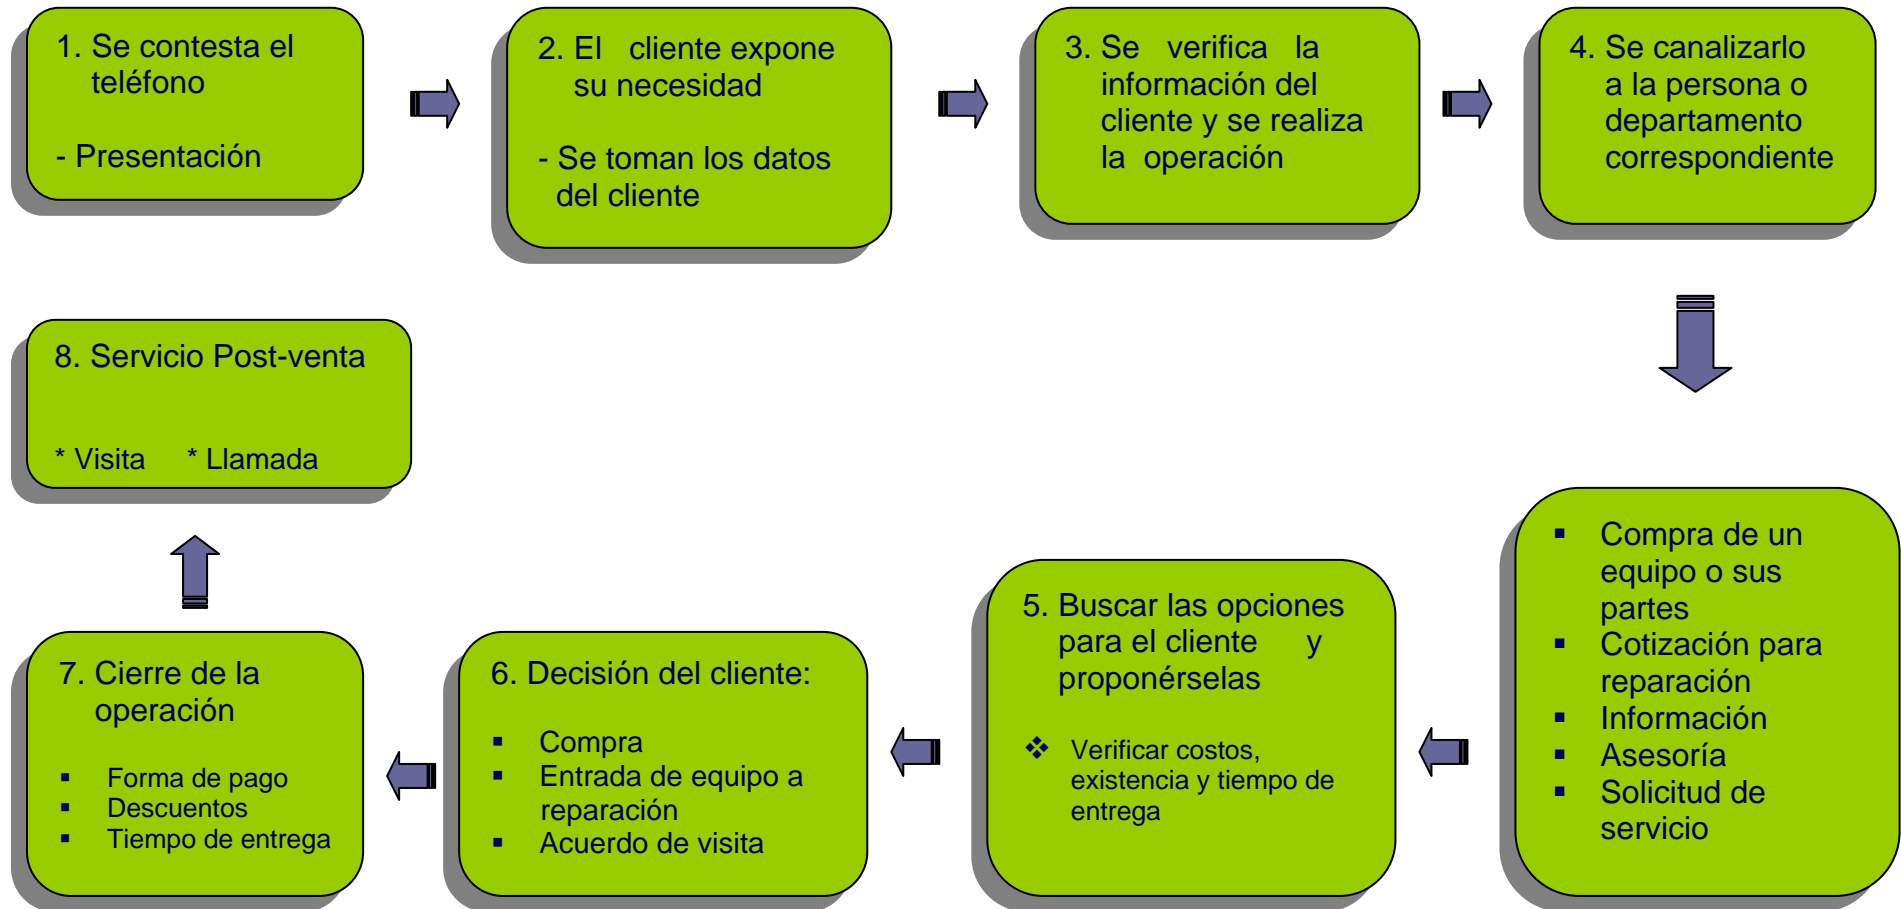 1. Se contesta el
teléfono
- Presentación
2. El cliente expone
su necesidad
- Se toman los datos
del cliente
3. Se verifica la
información del
cliente y se realiza
la operación
4. Se canalizarlo
a la persona o
departamento
correspondiente
▪ Compra de un
equipo o sus
partes
▪ Cotización para
reparación
▪ Información
▪ Asesoría
▪ Solicitud de
servicio
5. Buscar las opciones
para el cliente y
proponérselas
❖ Verificar costos,
existencia y tiempo de
entrega
6. Decisión del cliente:
▪ Compra
▪ Entrada de equipo a
reparación
▪ Acuerdo de visita
7. Cierre de la
operación
▪ Forma de pago
▪ Descuentos
▪ Tiempo de entrega
8. Servicio Post-venta
* Visita * Llamada